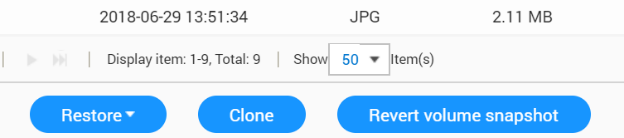 2018-06-29 13:51:34 JPG 2.11 MB
Display item: 1-9, Total: 9 Show 50 Item(s)
Restore Clone Revert volume snapshot